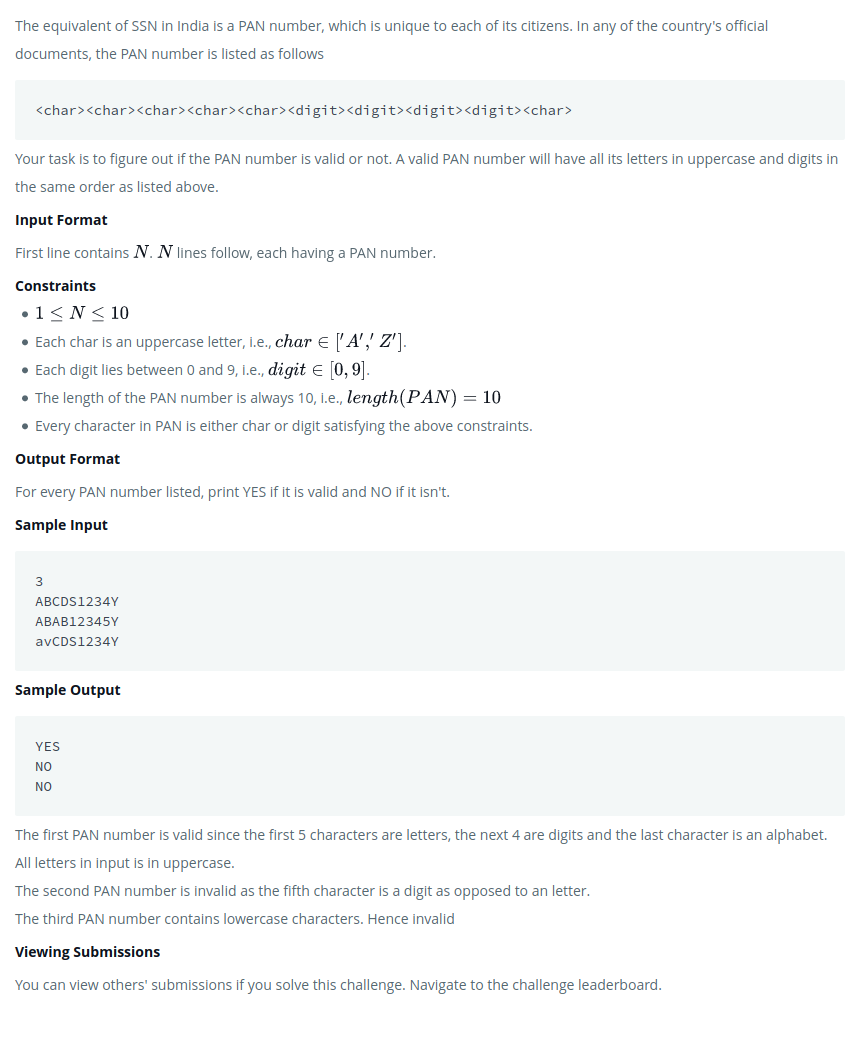 The equivalent of SSN in India is a PAN number, which is unique to each of its citizens. In any of the country's official
documents, the PAN number is listed as follows
<char><char><char><char><char><digit><digit><digit><digit><char>
Your task is to figure out if the PAN number is valid or not. A valid PAN number will have all its letters in uppercase and digits in
the same order as listed above.
Input Format
First line contains N. N lines follow, each having a PAN number.
Constraints
• 1 ≤ N ≤ 10
• Each char is an uppercase letter, i.e., char ∈ ['A',' Z'].
• Each digit lies between 0 and 9, i.e., digit ∈ [0, 9].
• The length of the PAN number is always 10, i.e., length(PAN) = 10
• Every character in PAN is either char or digit satisfying the above constraints.
Output Format
For every PAN number listed, print YES if it is valid and NO if it isn't.
Sample Input
3
ABCDS1234Y
ABAB12345Y
avCDS1234Y
Sample Output
YES
NO
NO
The first PAN number is valid since the first 5 characters are letters, the next 4 are digits and the last character is an alphabet.
All letters in input is in uppercase.
The second PAN number is invalid as the fifth character is a digit as opposed to an letter.
The third PAN number contains lowercase characters. Hence invalid
Viewing Submissions
You can view others' submissions if you solve this challenge. Navigate to the challenge leaderboard.